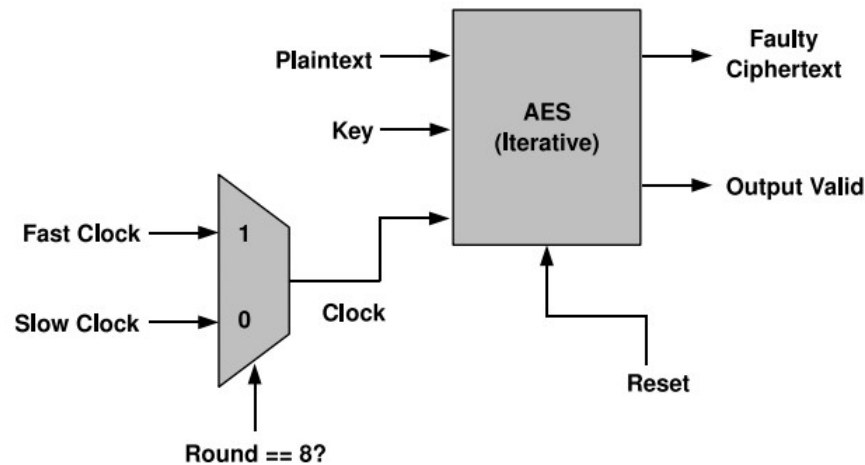 Plaintext
Key
AES
(Iterative)
Faulty
Ciphertext
Output Valid
Fast Clock
1
Slow Clock
0
Clock
Reset
Round == 8?